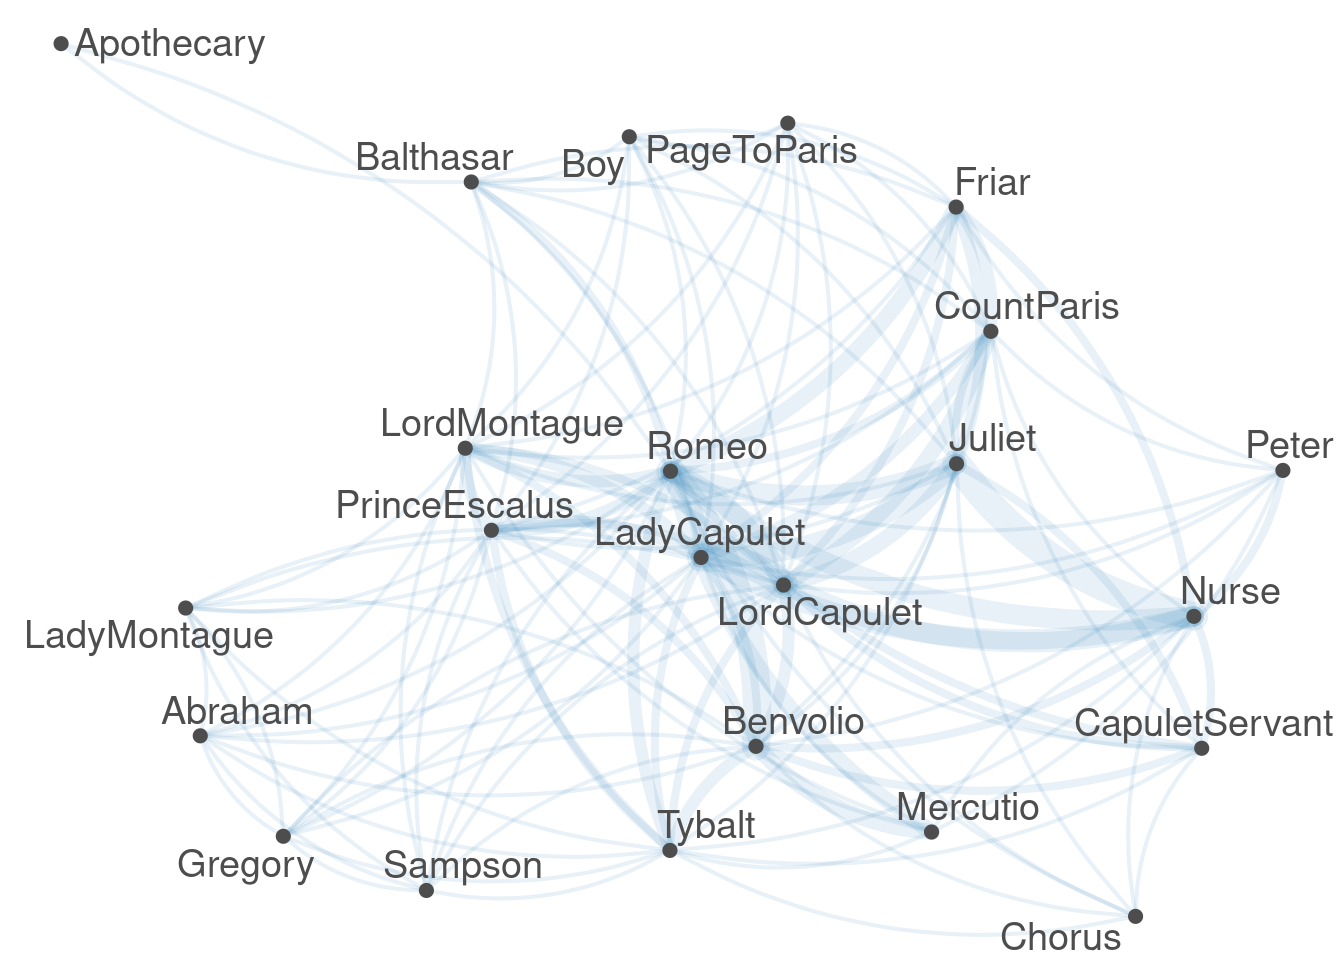 Apothecary
Balthasar
Boy
PageToParis
Friar
CountParis
LordMontague
Romeo
Juliet
Peter
PrinceEscalus
LadyCapulet
LordCapulet
Nurse
LadyMontague
Abraham
Benvolio
CapuletServant
Mercutio
Tybalt
Gregory
Sampson
Chorus